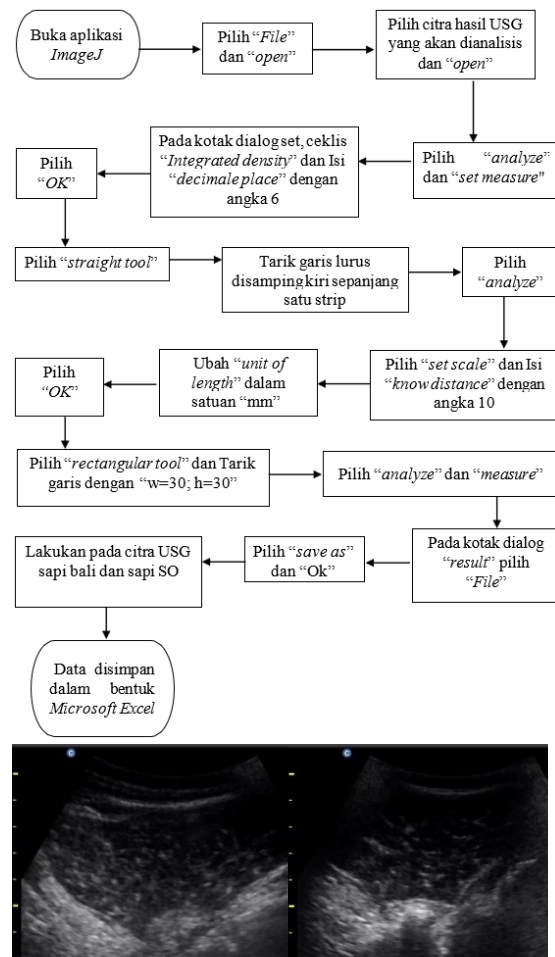 Buka aplikasi
ImageJ
Pilih “File”
dan “open”
Pilih citra hasil USG
yang akan dianalisis
dan “open”
Pilih “analyze”
dan “set measure"
Pada kotak dialog set, ceklis
“Integrated density” dan Isi
“decimale place” dengan
angka 6
Pilih
“OK”
Pilih “straight tool”
Tarik garis lurus
disamping kiri sepanjang
satu strip
Pilih
“analyze”
Pilih “set scale” dan Isi
“know distance” dengan
angka 10
Ubah “unit of
length” dalam
satuan “mm”
Pilih
“OK”
Pilih “rectangular tool” dan Tarik
garis dengan “w=30; h=30”
Pilih “analyze” dan “measure”
Pada kotak dialog
“result” pilih
“File”
Pilih “save as”
dan “Ok”
Lakukan pada citra USG
sapi bali dan sapi SO
Data disimpan
dalam bentuk
Microsoft Excel